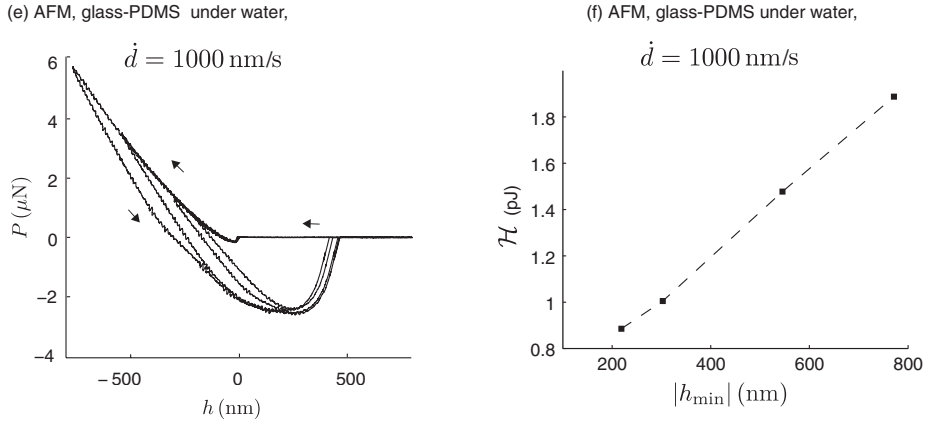 (e) AFM, glass-PDMS under water,
ḋ = 1000 nm/s
6
4
2
0
−2
−4
P (μN)
−500
0
500
h (nm)
(f) AFM, glass-PDMS under water,
ḋ = 1000 nm/s
1.8
1.6
1.4
1.2
1
0.8
ℋ (pJ)
200
400
600
800
|h_min| (nm)